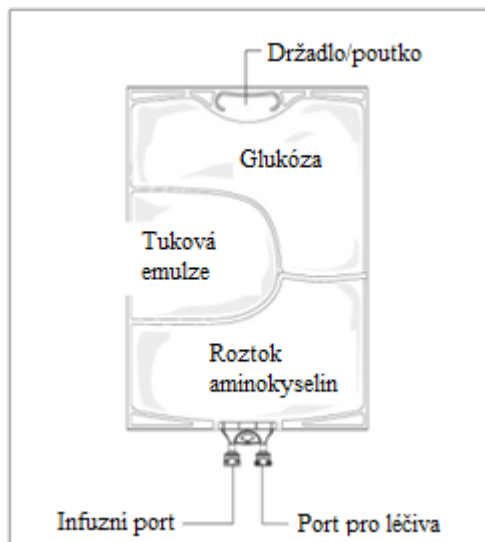 Držadlo/poutko
Glukóza
Tuková
emulze
Roztok
aminokyselin
Infuzní port
Port pro léčiva